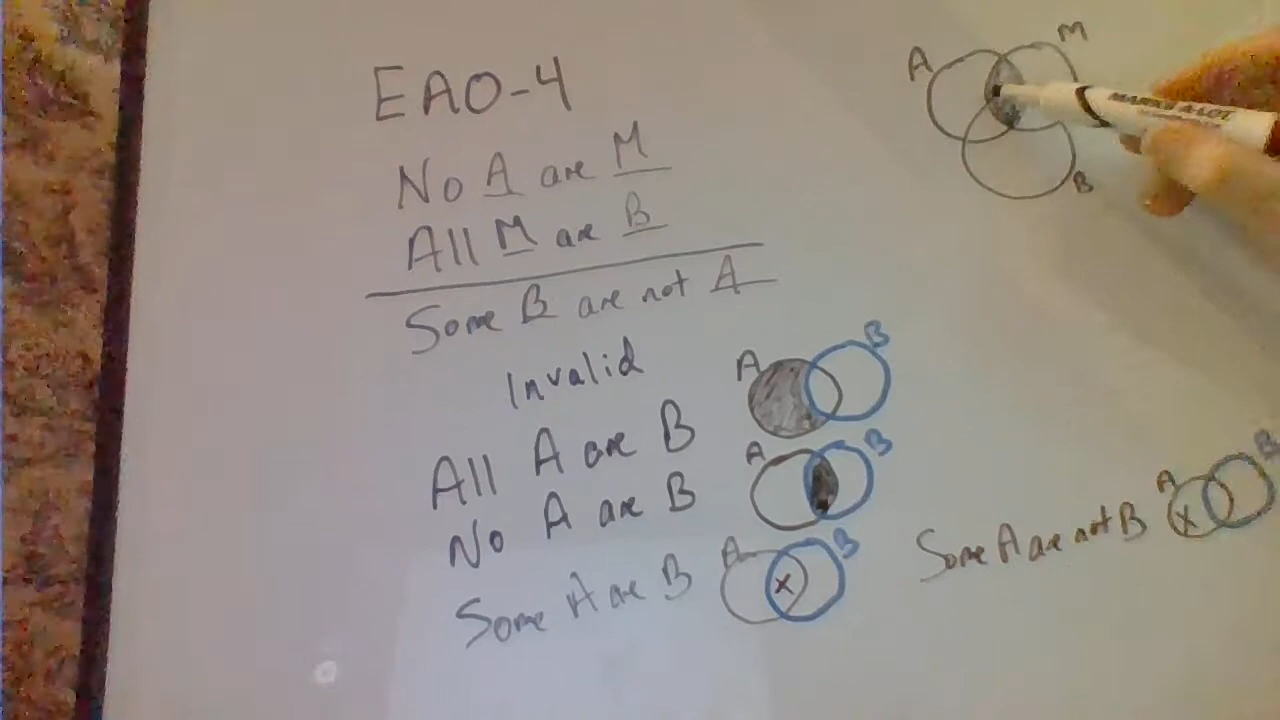 EAO-4
No A are M
All M are B
Some B are not A
Invalid
All A are B
No A are B
Some A are B
Some A are not B
A
M
B
A
B
A
B
A
B
A
B
MARKS-A-LOT